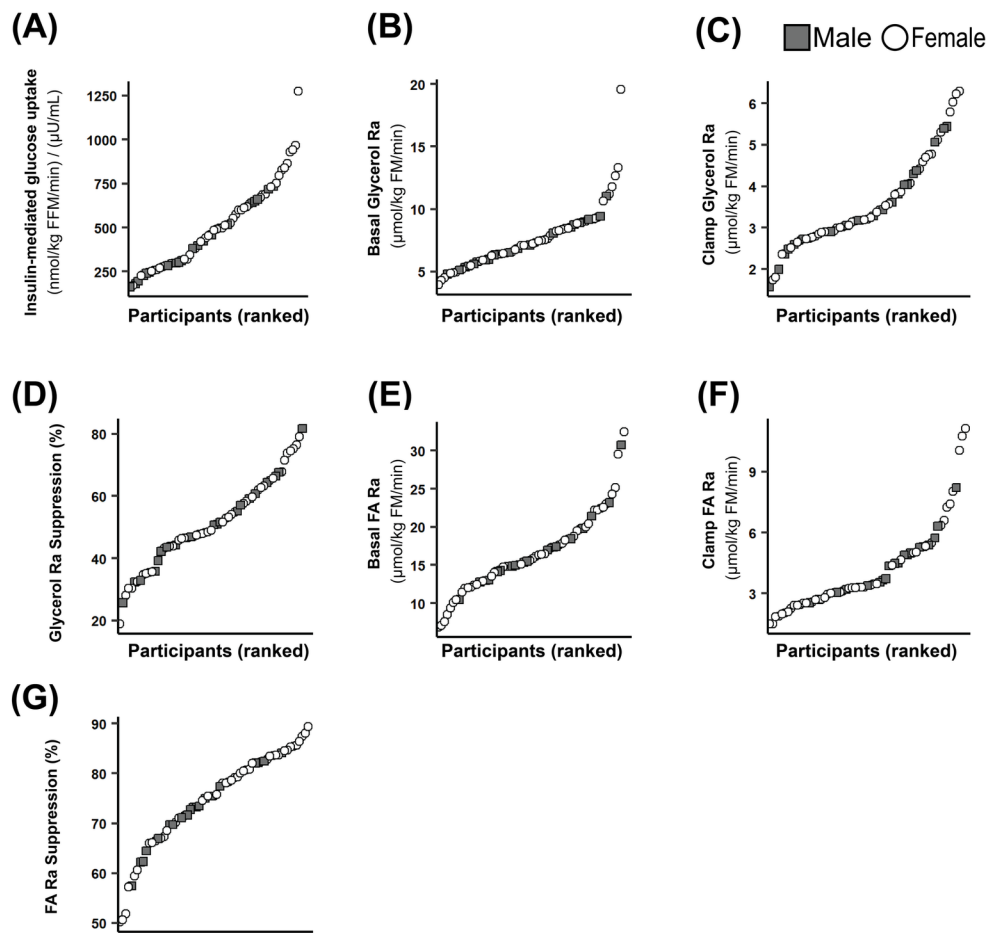 (A)
(B)
(C)
Male Female
Insulin-mediated glucose uptake
(nmol/kg FFM/min) / (µU/mL)
1250
1000
750
500
250
Participants (ranked)
Basal Glycerol Ra
(µmol/kg FM/min)
20
15
10
5
Participants (ranked)
Clamp Glycerol Ra
(µmol/kg FM/min)
6
5
4
3
2
Participants (ranked)
(D)
(E)
(F)
Glycerol Ra Suppression (%)
80
60
40
20
Participants (ranked)
Basal FA Ra
(µmol/kg FM/min)
30
25
20
15
10
Participants (ranked)
Clamp FA Ra
(µmol/kg FM/min)
9
6
3
Participants (ranked)
(G)
FA Ra Suppression (%)
90
80
70
60
50